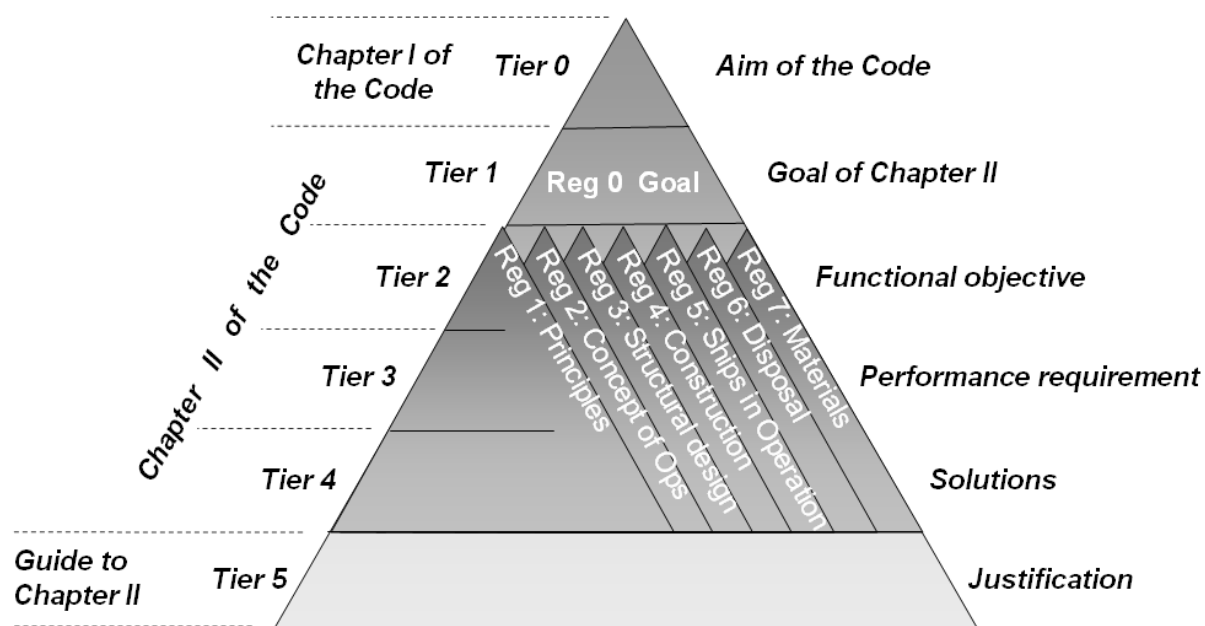 Chapter I of
the Code
Tier 0
Aim of the Code
Tier 1
Reg 0 Goal
Goal of Chapter II
Chapter II of the Code
Tier 2
Functional objective
Reg 1: Principles
Reg 2: Concept of Ops
Reg 3: Structural design
Reg 4: Construction
Reg 5: Ships in Operation
Reg 6: Disposal
Reg 7: Materials
Tier 3
Performance requirement
Tier 4
Solutions
Guide to
Chapter II
Tier 5
Justification